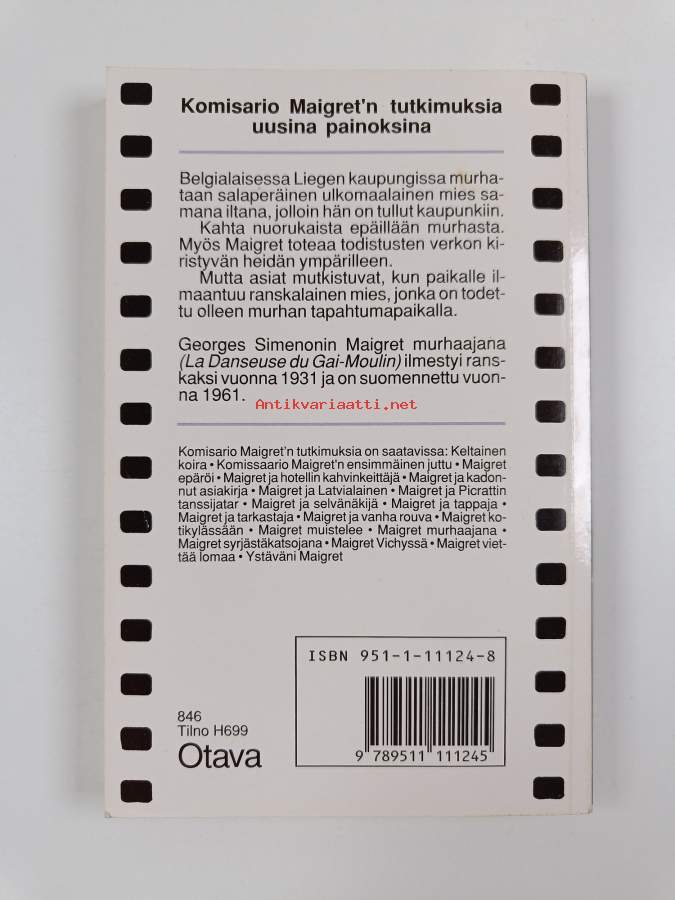 Komisario Maigret'n tutkimuksia
uusina painoksina
Belgialaisessa Liegen kaupungissa murha-
taan salaperäinen ulkomaalainen mies sa-
mana iltana, jolloin hän on tullut kaupunkiin.
Kahta nuorukaista epäillään murhasta.
Myös Maigret toteaa todistusten verkon ki-
ristyvän heidän ympärilleen.
Mutta asiat mutkistuvat, kun paikalle il-
maantuu ranskalainen mies, jonka on todet-
tu olleen murhan tapahtumapaikalla.
Georges Simenonin Maigret murhaajana
(La Danseuse du Gai-Moulin) ilmestyi rans-
kaksi vuonna 1931 ja on suomennettu vuon-
na 1961.
Antikvariaatti.net
Komisario Maigret'n tutkimuksia on saatavissa: Keltainen
koira • Komissaario Maigret'n ensimmäinen juttu • Maigret
epäröi • Maigret ja hotellin kahvinkeittäjä • Maigret ja kadon-
nut asiakirja • Maigret ja Latvialainen • Maigret ja Picrattin
tanssijatar • Maigret ja selvänäkijä • Maigret ja tappaja •
Maigret ja tarkastaja • Maigret ja vanha rouva • Maigret ko-
tikylässään • Maigret muistelee • Maigret murhaajana •
Maigret syrjästäkatsojana • Maigret Vichyssä • Maigret viet-
tää lomaa • Ystäväni Maigret
ISBN 951-1-11124-8
846
Tilno H699
Otava
9 789511 111245